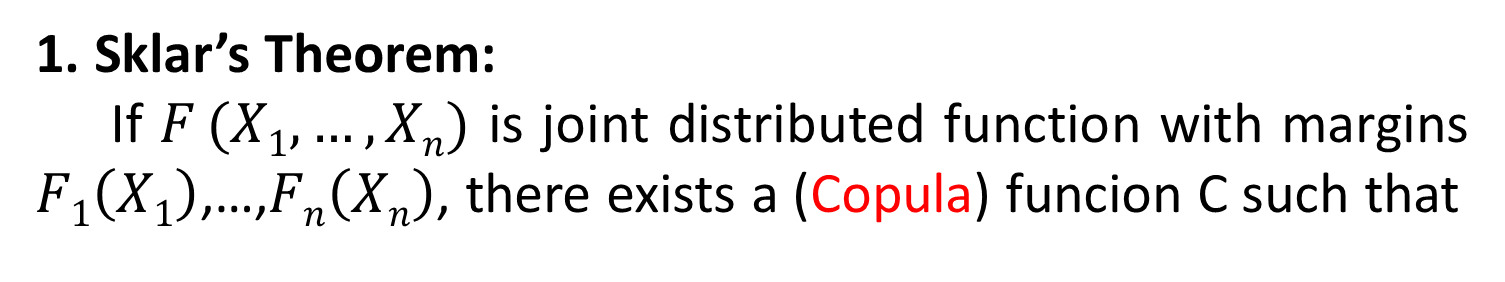 1. Sklar’s Theorem:
If F (X₁, … , Xₙ) is joint distributed function with margins
F₁(X₁),…,Fₙ(Xₙ), there exists a (Copula) funcion C such that